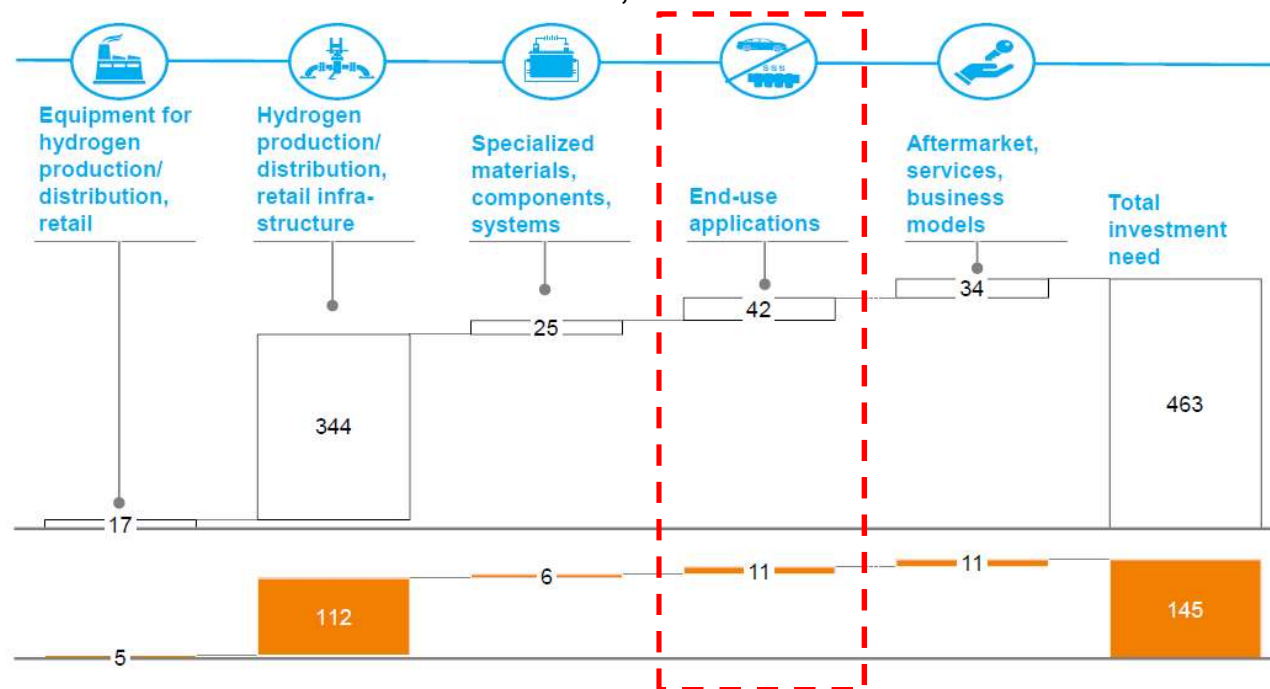 Equipment for
hydrogen
production/
distribution,
retail
Hydrogen
production/
distribution,
retail infra-
structure
Specialized
materials,
components,
systems
End-use
applications
Aftermarket,
services,
business
models
Total
investment
need
17
344
25
42
34
463
5
112
6
11
11
145